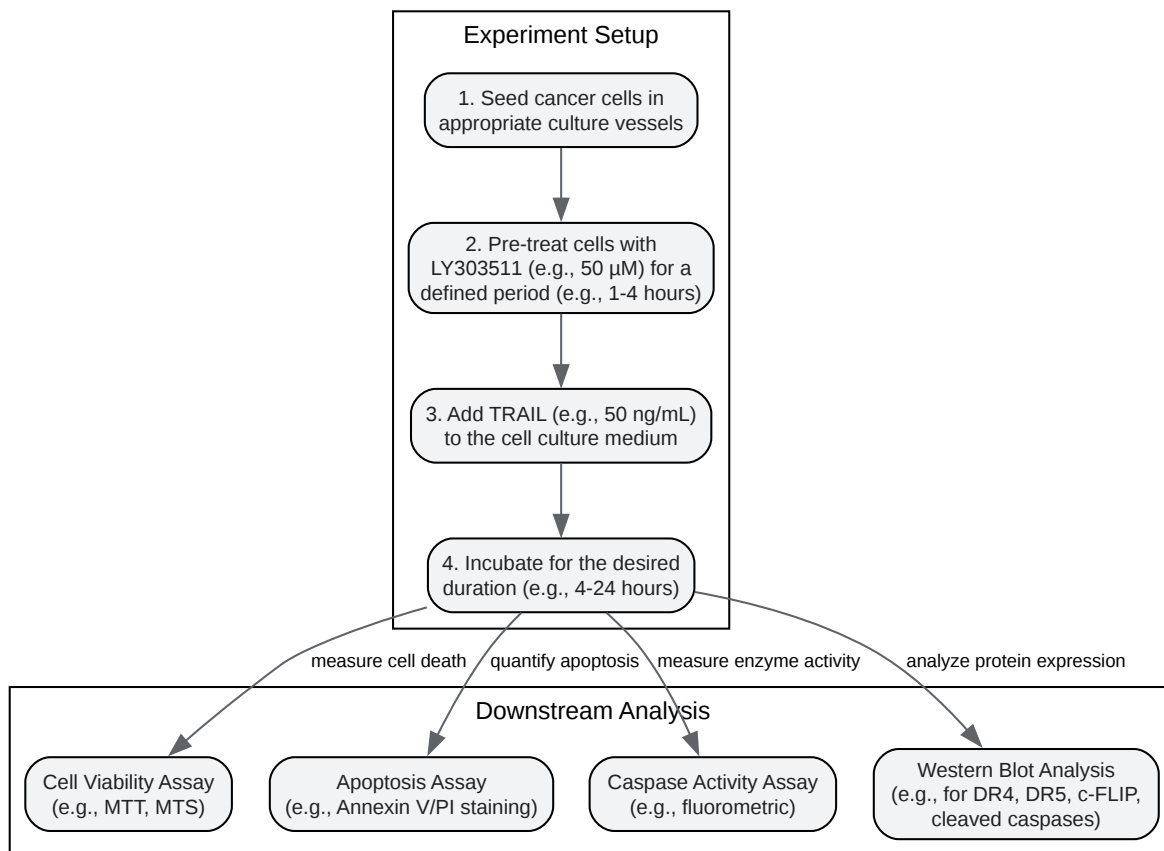 Experiment Setup
1. Seed cancer cells in
appropriate culture vessels
2. Pre-treat cells with
LY303511 (e.g., 50 µM) for a
defined period (e.g., 1-4 hours)
3. Add TRAIL (e.g., 50 ng/mL)
to the cell culture medium
4. Incubate for the desired
duration (e.g., 4-24 hours)
measure cell death
quantify apoptosis
measure enzyme activity
analyze protein expression
Downstream Analysis
Cell Viability Assay
(e.g., MTT, MTS)
Apoptosis Assay
(e.g., Annexin V/PI staining)
Caspase Activity Assay
(e.g., fluorometric)
Western Blot Analysis
(e.g., for DR4, DR5, c-FLIP,
cleaved caspases)